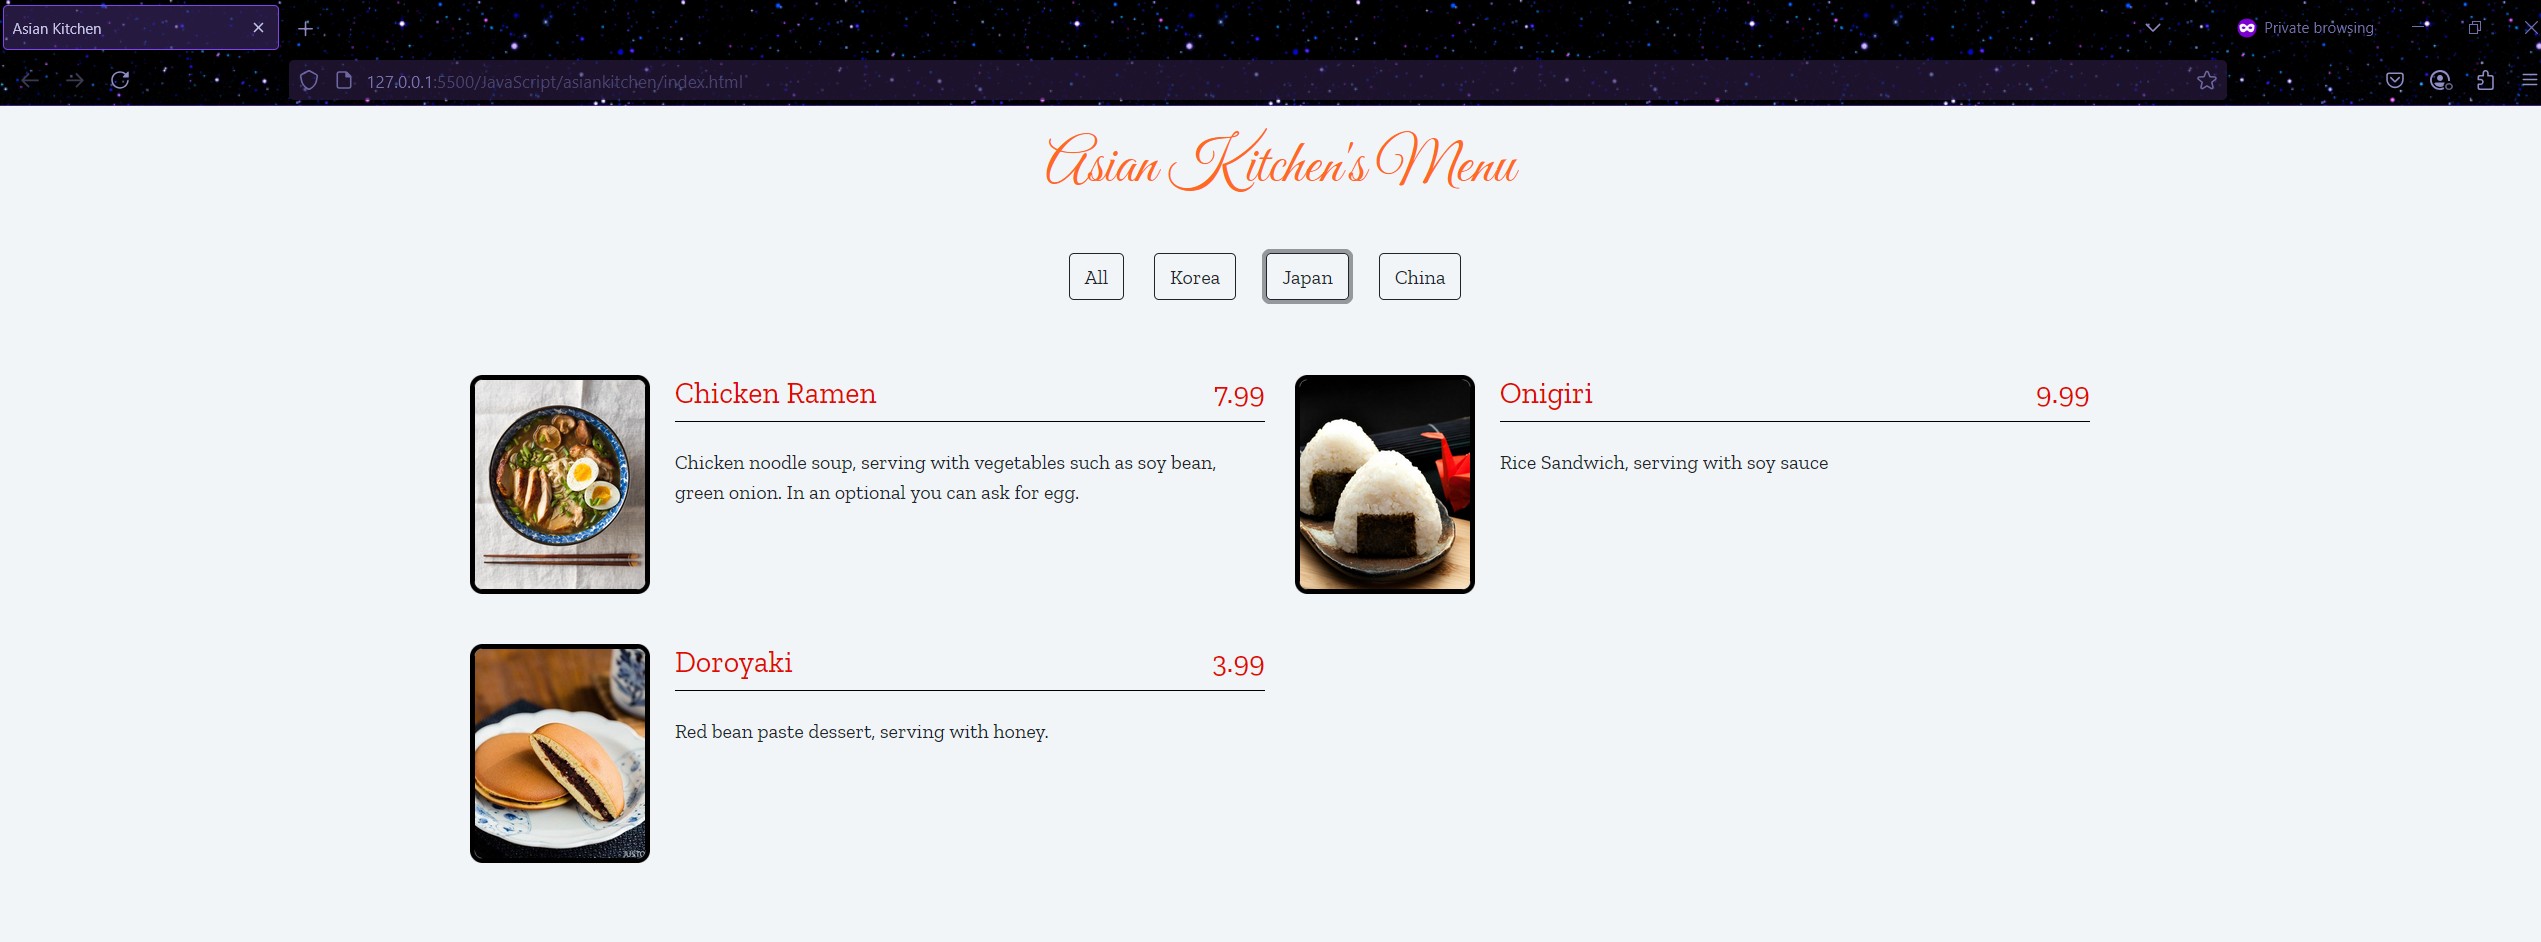 Asian Kitchen
Private browsing
127.0.0.1:5500/JavaScript/asiankitchen/index.html
Asian Kitchen's Menu
All
Korea
Japan
China
Chicken Ramen
7.99
Chicken noodle soup, serving with vegetables such as soy bean,
green onion. In an optional you can ask for egg.
Onigiri
9.99
Rice Sandwich, serving with soy sauce
Doroyaki
3.99
Red bean paste dessert, serving with honey.